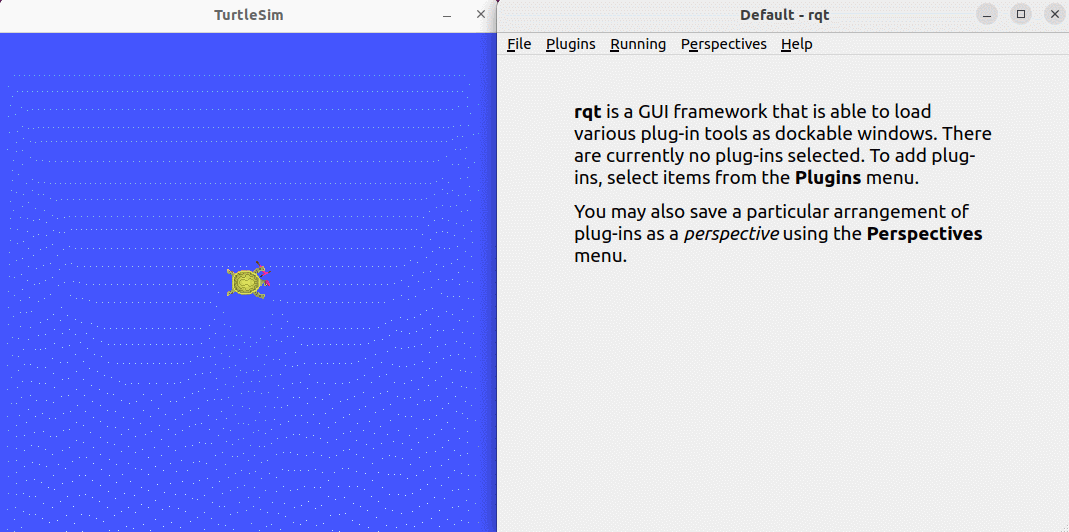 TurtleSim
Default - rqt
File Plugins Running Perspectives Help
rqt is a GUI framework that is able to load
various plug-in tools as dockable windows. There
are currently no plug-ins selected. To add plug-
ins, select items from the Plugins menu.
You may also save a particular arrangement of
plug-ins as a perspective using the Perspectives
menu.